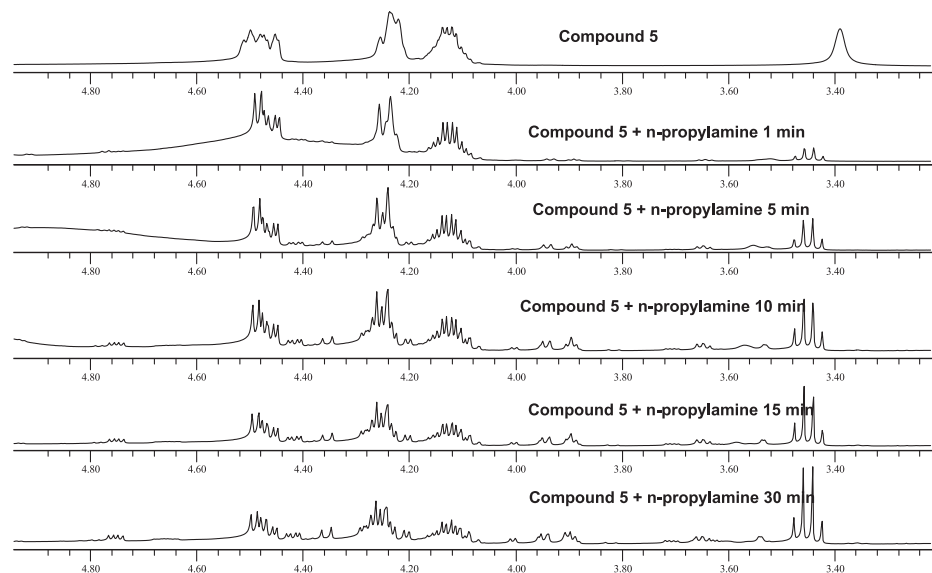 Compound 5
4.80 4.60 4.40 4.20 4.00 3.80 3.60 3.40
Compound 5 + n-propylamine 1 min
4.80 4.60 4.40 4.20 4.00 3.80 3.60 3.40
Compound 5 + n-propylamine 5 min
4.80 4.60 4.40 4.20 4.00 3.80 3.60 3.40
Compound 5 + n-propylamine 10 min
4.80 4.60 4.40 4.20 4.00 3.80 3.60 3.40
Compound 5 + n-propylamine 15 min
4.80 4.60 4.40 4.20 4.00 3.80 3.60 3.40
Compound 5 + n-propylamine 30 min
4.80 4.60 4.40 4.20 4.00 3.80 3.60 3.40